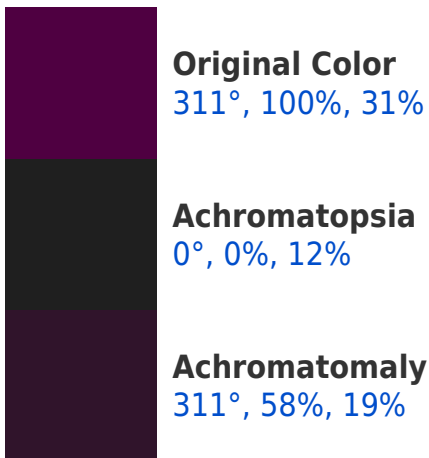 Original Color
311°, 100%, 31%
Achromatopsia
0°, 0%, 12%
Achromatomaly
311°, 58%, 19%